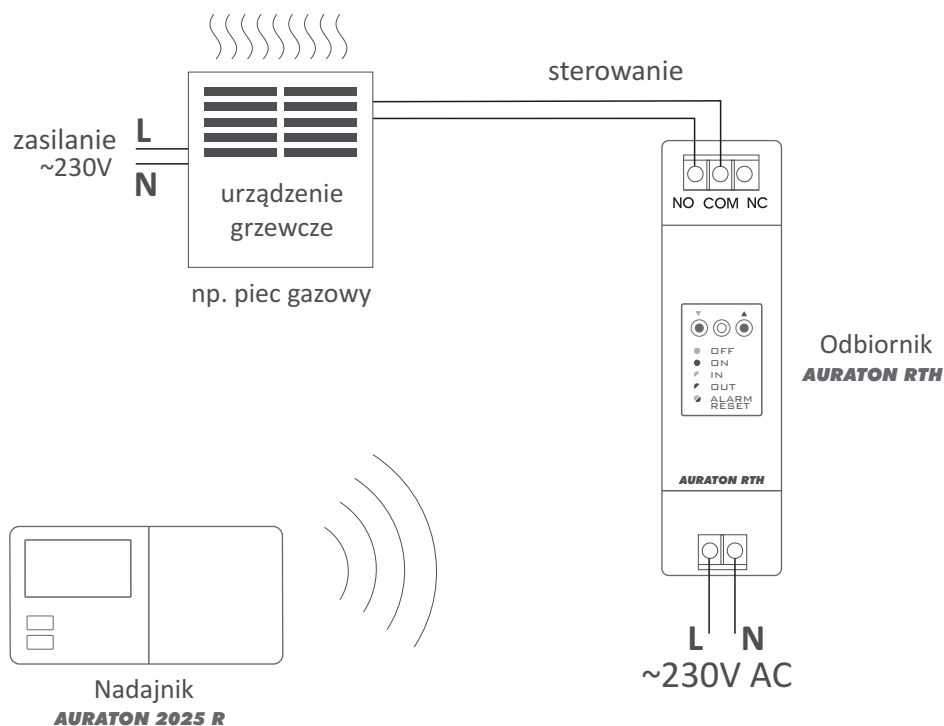 sterowanie
zasilanie
~230V
L
N
urządzenie
grzewcze
np. piec gazowy
NO COM NC
OFF
ON
IN
OUT
ALARM
RESET
Odbiornik
AURATON RTH
AURATON RTH
L N
~230V AC
Nadajnik
AURATON 2025 R